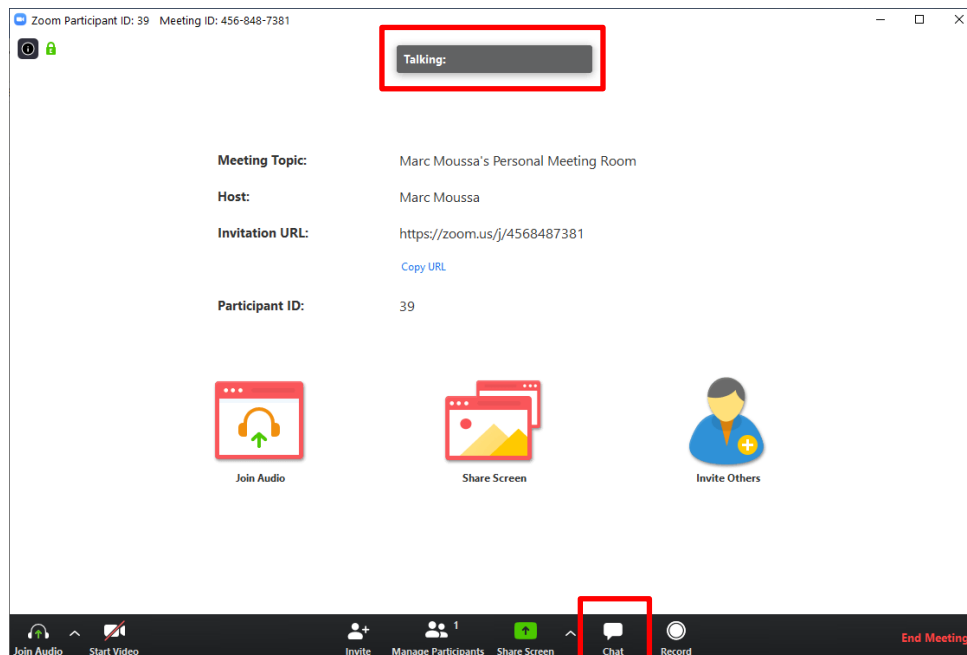 Zoom Participant ID: 39 Meeting ID: 456-848-7381
Talking:
Meeting Topic: Marc Moussa's Personal Meeting Room
Host: Marc Moussa
Invitation URL: https://zoom.us/j/4568487381
Copy URL
Participant ID: 39
Join Audio Share Screen Invite Others
1
Join Audio Start Video Invite Manage Participants Share Screen Chat Record End Meeting